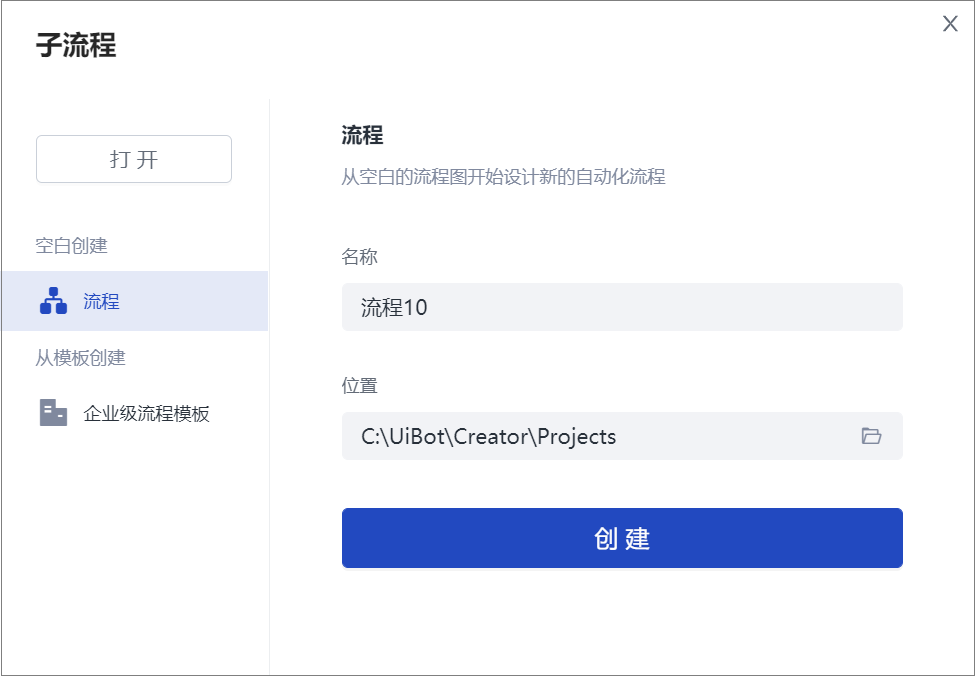 子流程
打 开
空白创建
流程
从模板创建
企业级流程模板
流程
从空白的流程图开始设计新的自动化流程
名称
流程10
位置
C:\UiBot\Creator\Projects
创 建